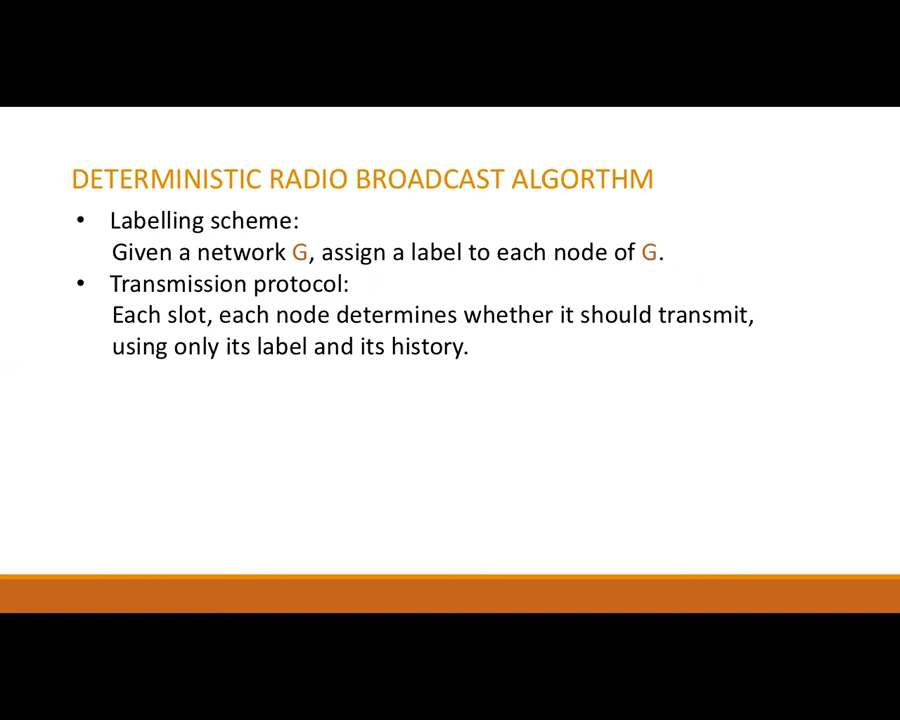 DETERMINISTIC RADIO BROADCAST ALGORTHM
• Labelling scheme:
Given a network G, assign a label to each node of G.
• Transmission protocol:
Each slot, each node determines whether it should transmit,
using only its label and its history.